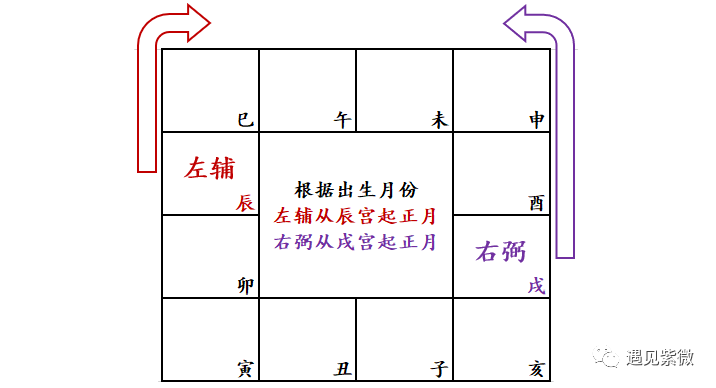 巳
午
未
申
左辅
辰
根据出生月份
左辅从辰宫起正月
右弼从戌宫起正月
酉
卯
右弼
戌
寅
丑
子
亥
遇见紫微